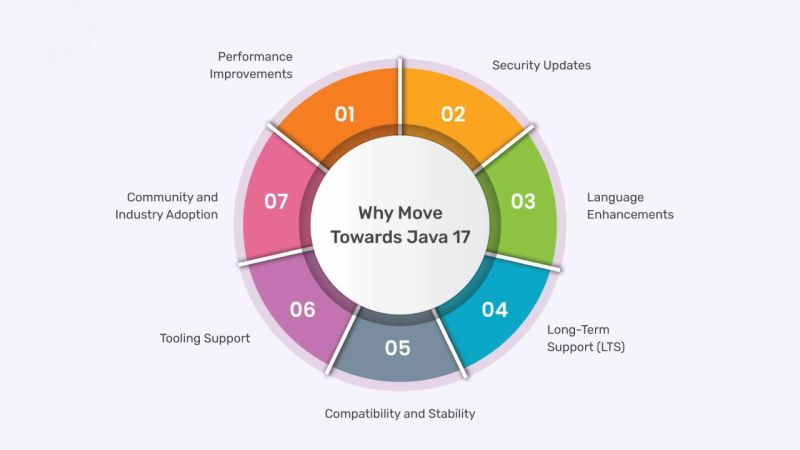 Why Move
Towards Java 17
01
Performance
Improvements
02
Security Updates
03
Language
Enhancements
04
Long-Term
Support (LTS)
05
Compatibility and Stability
06
Tooling Support
07
Community and
Industry Adoption